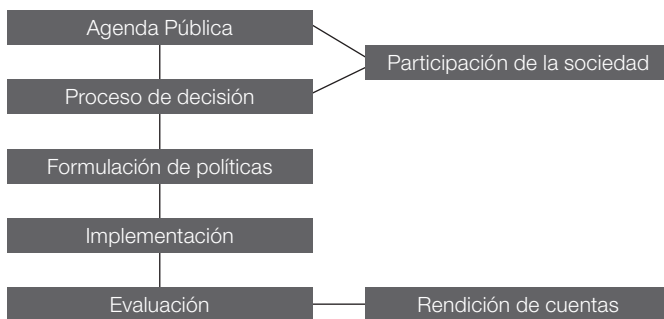 Agenda Pública
Participación de la sociedad
Proceso de decisión
Formulación de políticas
Implementación
Evaluación
Rendición de cuentas